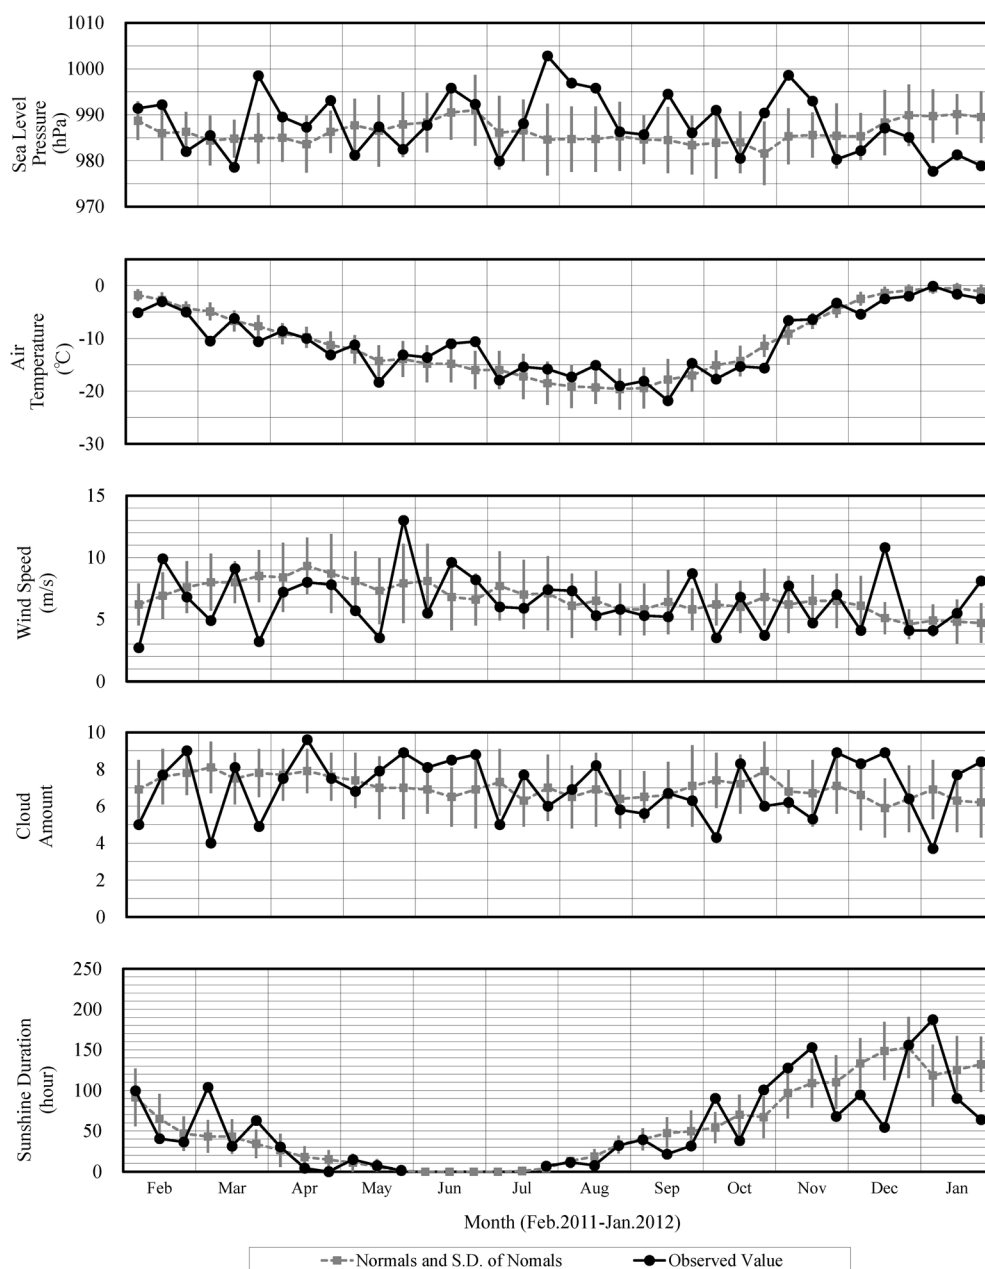 Sea Level
Pressure
(hPa)
1010
1000
990
980
970
Air
Temperature
(℃)
0
-10
-20
-30
Wind Speed
(m/s)
15
10
5
0
Cloud
Amount
10
8
6
4
2
0
Sunshine Duration
(hour)
250
200
150
100
50
0
Feb Mar Apr May Jun Jul Aug Sep Oct Nov Dec Jan
Month (Feb.2011-Jan.2012)
Normals and S.D. of Nomals Observed Value